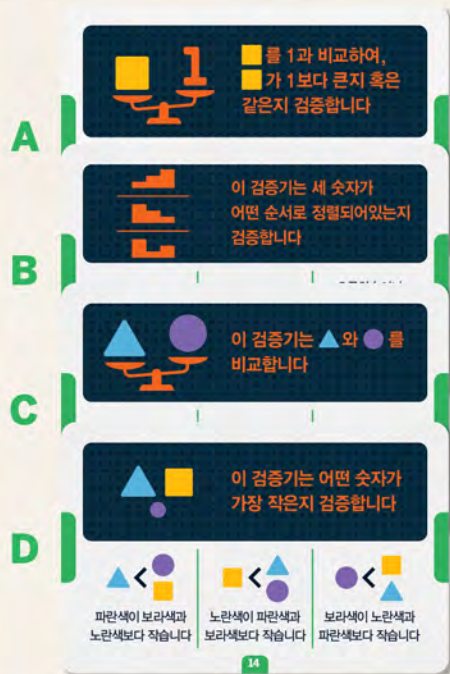 ■를 1과 비교하여,
■가 1보다 큰지 혹은
같은지 검증합니다
1
A
이 검증기는 세 숫자가
어떤 순서로 정렬되어있는지
검증합니다
B
이 검증기는 ▲와 ●를
비교합니다
C
이 검증기는 어떤 숫자가
가장 작은지 검증합니다
D
<
파란색이 보라색과
노란색보다 작습니다
<
노란색이 파란색과
보라색보다 작습니다
<
보라색이 노란색과
파란색보다 작습니다
14